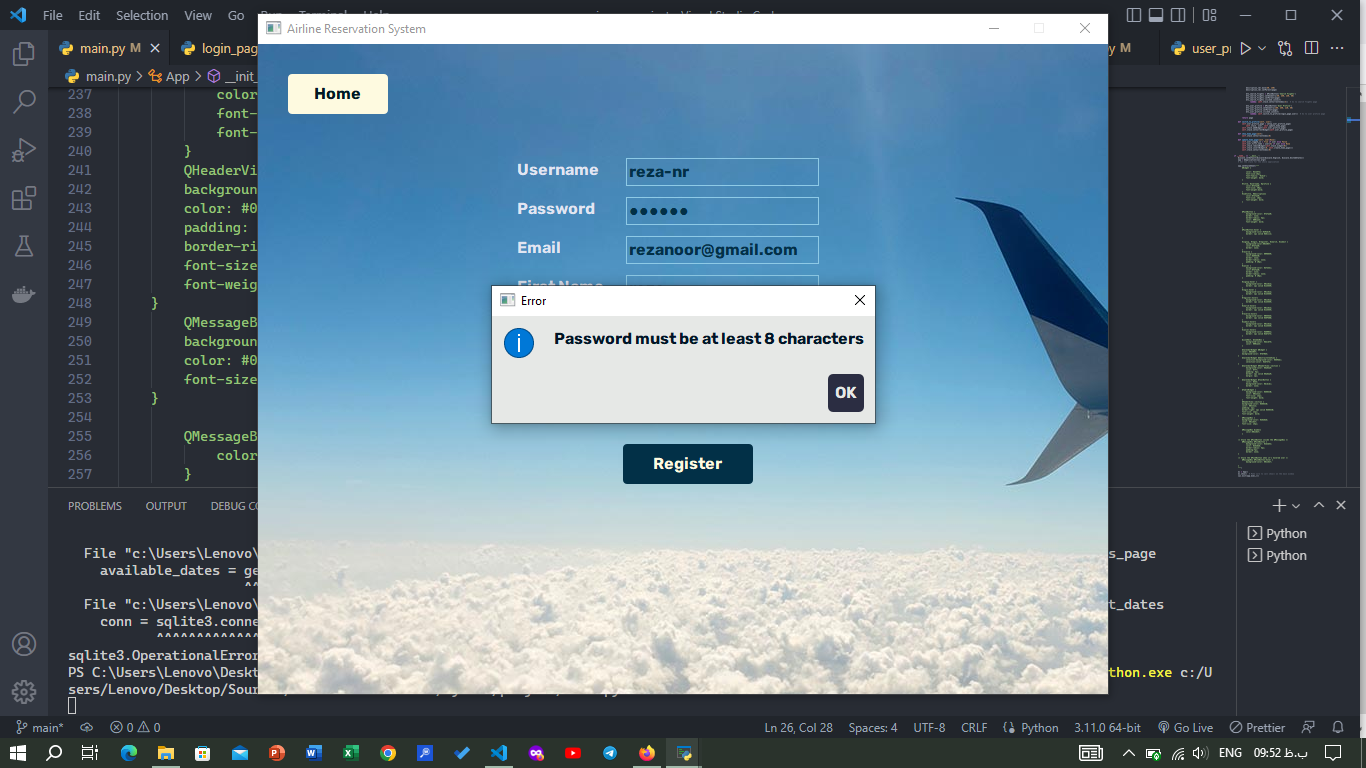 File Edit Selection View Go
Airline Reservation System
main.py M
login_pag
y M
user_p
main.py > App > __init_
Home
237
238
239
240
241
242
243
244
245
246
247
248
249
250
251
252
253
254
255
256
257
color
font-
font-
}
QHeaderVi
backgroun
color: #0
padding:
border-ri
font-size
font-weig
}
QMessageB
backgroun
color: #0
font-size
}
QMessageB
color
}
Username reza-nr
Password ●●●●●●
Email rezanoor@gmail.com
Error
Password must be at least 8 characters
OK
Register
PROBLEMS OUTPUT DEBUG CO
Python
Python
File "c:\Users\Lenovo\ s_page
available_dates = ge
^^
File "c:\Users\Lenovo\ t_dates
conn = sqlite3.conne
^^^^^^^^^^^^^
sqlite3.OperationalError
PS C:\Users\Lenovo\Deskt thon.exe c:/U
sers/Lenovo/Desktop/Sour
main* 0 0 Ln 26, Col 28 Spaces: 4 UTF-8 CRLF Python 3.11.0 64-bit Go Live Prettier
ENG 09:52 ب.ظ